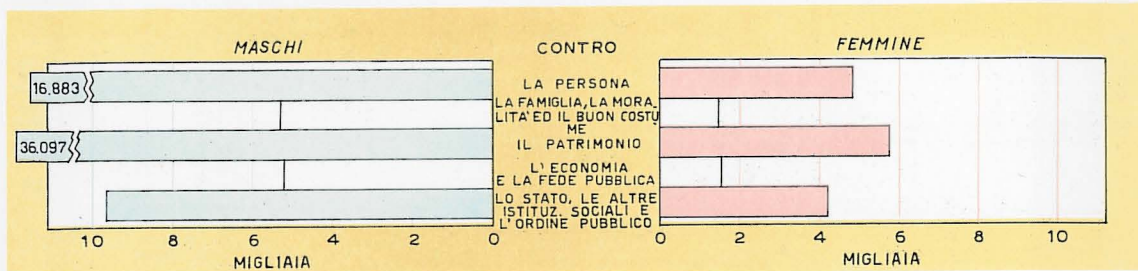 MASCHI
CONTRO
FEMMINE
16.883
LA PERSONA
LA FAMIGLIA, LA MORA-
LITA' ED IL BUON COSTU
ME
36.097
IL PATRIMONIO
L'ECONOMIA
E LA FEDE PUBBLICA
LO STATO, LE ALTRE
ISTITUZ. SOCIALI E
L'ORDINE PUBBLICO
10 8 6 4 2 0
0 2 4 6 8 10
MIGLIAIA
MIGLIAIA